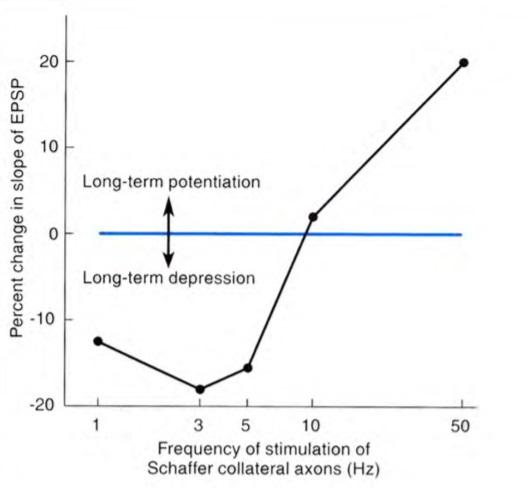 Percent change in slope of EPSP
20
10
0
-10
-20
Long-term potentiation
Long-term depression
1
3
5
10
50
Frequency of stimulation of
Schaffer collateral axons (Hz)